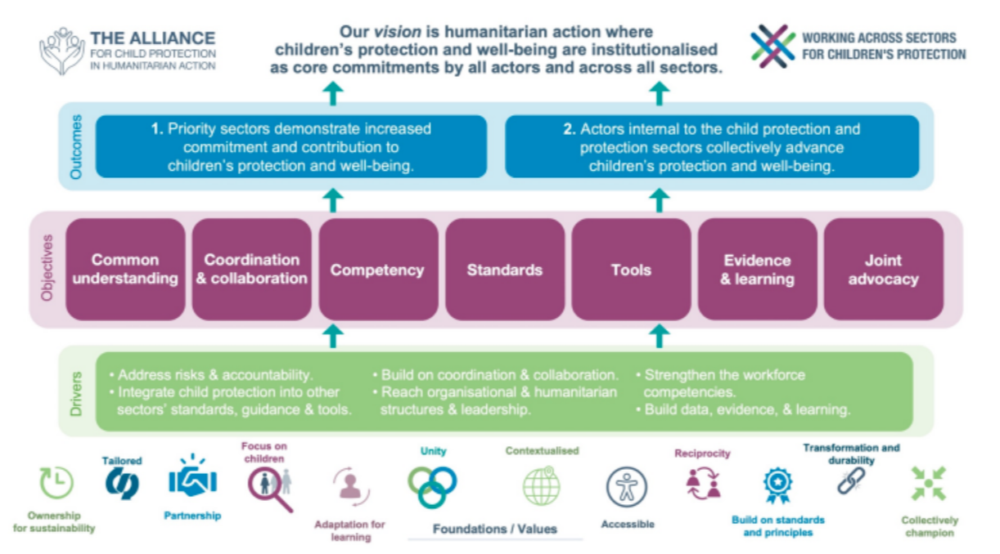 THE ALLIANCE
FOR CHILD PROTECTION
IN HUMANITARIAN ACTION
Our vision is humanitarian action where
children's protection and well-being are institutionalised
as core commitments by all actors and across all sectors.
WORKING ACROSS SECTORS
FOR CHILDREN'S PROTECTION
Outcomes
1. Priority sectors demonstrate increased
commitment and contribution to
children's protection and well-being.
2. Actors internal to the child protection and
protection sectors collectively advance
children's protection and well-being.
Objectives
Common
understanding
Coordination
& collaboration
Competency
Standards
Tools
Evidence
& learning
Joint
advocacy
Drivers
• Address risks & accountability.
• Integrate child protection into other
sectors' standards, guidance & tools.
• Build on coordination & collaboration.
• Reach organisational & humanitarian
structures & leadership.
• Strengthen the workforce
competencies.
• Build data, evidence, & learning.
Ownership
for sustainability
Tailored
Partnership
Focus on
children
Adaptation for
learning
Unity
Foundations / Values
Contextualised
Accessible
Reciprocity
Build on standards
and principles
Transformation and
durability
Collectively
champion